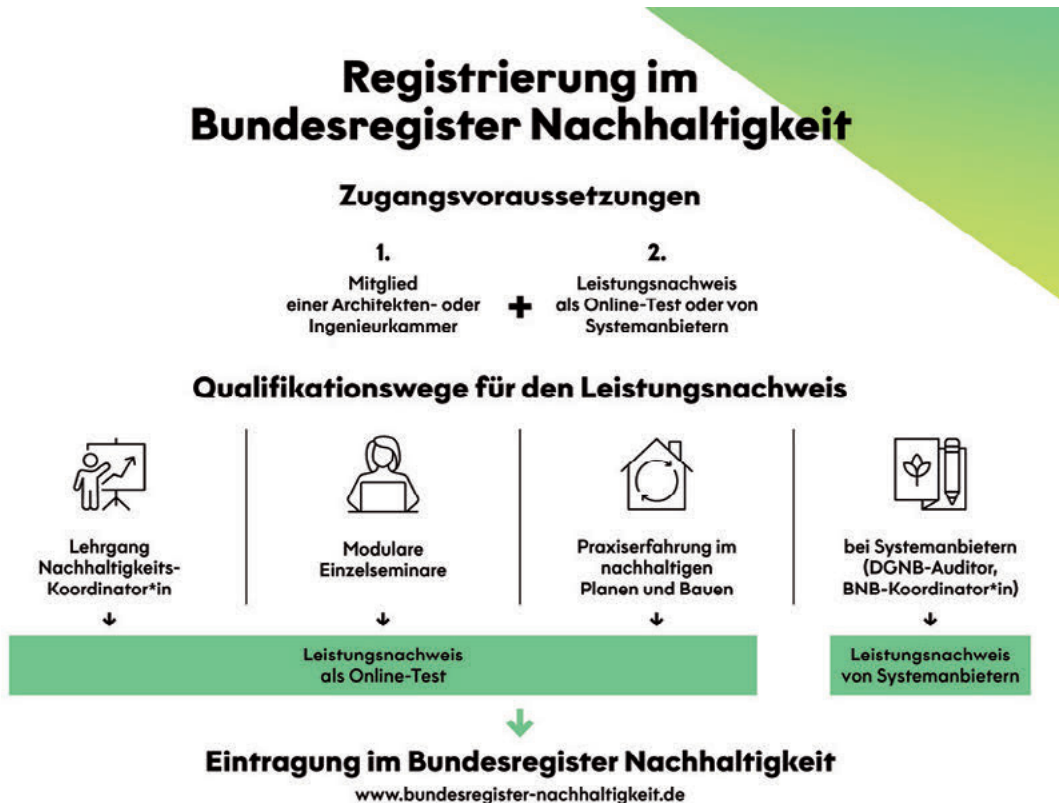 Registrierung im
Bundesregister Nachhaltigkeit
Zugangsvoraussetzungen
1.
Mitglied
einer Architekten- oder
Ingenieurkammer
+
2.
Leistungsnachweis
als Online-Test oder von
Systemanbietern
Qualifikationswege für den Leistungsnachweis
Lehrgang
Nachhaltigkeits-
Koordinator*in
Modulare
Einzelseminare
Praxiserfahrung im
nachhaltigen
Planen und Bauen
bei Systemanbietern
(DGNB-Auditor,
BNB-Koordinator*in)
Leistungsnachweis
als Online-Test
Leistungsnachweis
von Systemanbietern
Eintragung im Bundesregister Nachhaltigkeit
www.bundesregister-nachhaltigkeit.de